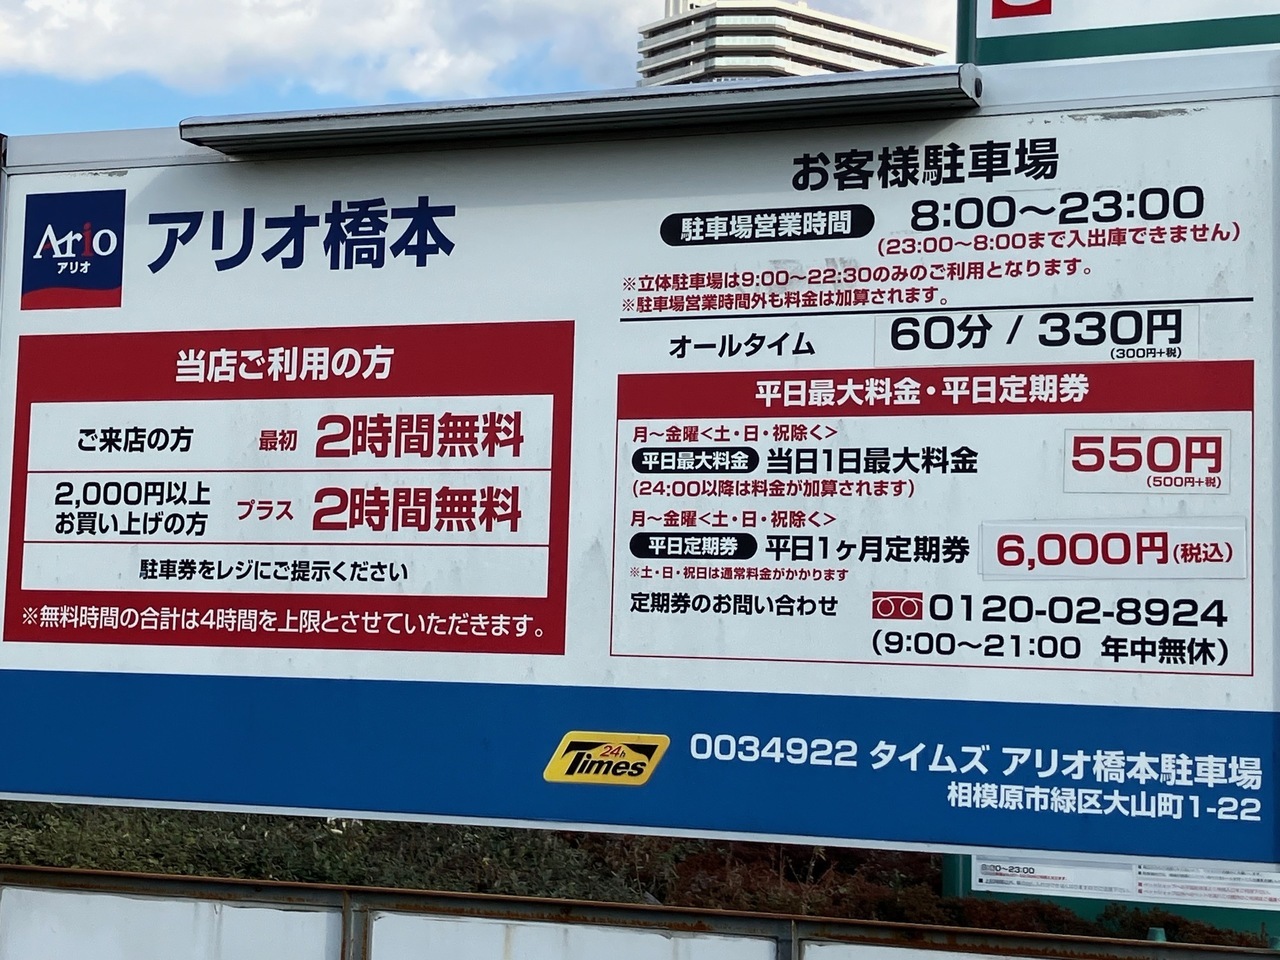 Ario
アリオ
アリオ橋本
当店ご利用の方
ご来店の方 最初 2時間無料
2,000円以上
お買い上げの方 プラス 2時間無料
駐車券をレジにご提示ください
※無料時間の合計は4時間を上限とさせていただきます。
お客様駐車場
駐車場営業時間 8:00〜23:00
(23:00〜8:00まで入出庫できません)
※立体駐車場は9:00〜22:30のみのご利用となります。
※駐車場営業時間外も料金は加算されます。
オールタイム 60分 / 330円
(300円+税)
平日最大料金・平日定期券
月〜金曜<土・日・祝除く>
平日最大料金 当日1日最大料金 550円
(500円+税)
(24:00以降は料金が加算されます)
月〜金曜<土・日・祝除く>
平日定期券 平日1ヶ月定期券 6,000円(税込)
※土・日・祝日は通常料金がかかります
定期券のお問い合わせ 0120-02-8924
(9:00〜21:00 年中無休)
24h
Times
0034922 タイムズ アリオ橋本駐車場
相模原市緑区大山町1-22